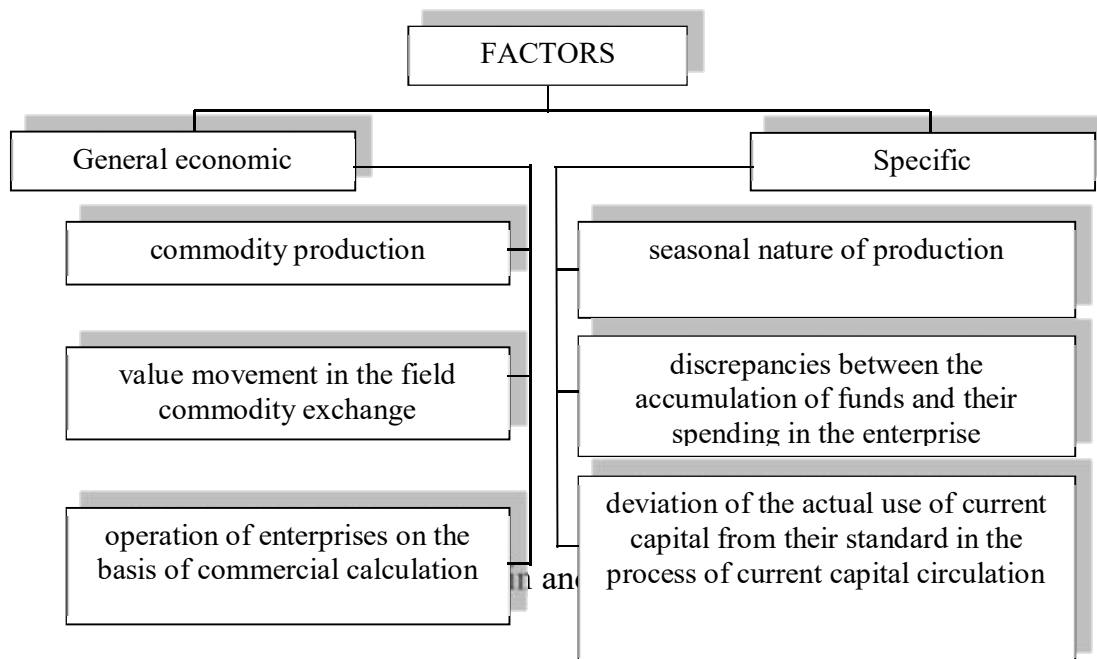 FACTORS
General economic
Specific
commodity production
value movement in the field
commodity exchange
operation of enterprises on the
basis of commercial calculation
seasonal nature of production
discrepancies between the
accumulation of funds and their
spending in the enterprise
deviation of the actual use of current
capital from their standard in the
process of current capital circulation